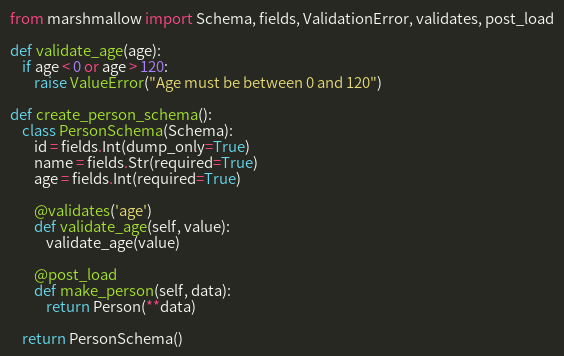 from marshmallow import Schema, fields, ValidationError, validates, post_load

def validate_age(age):
    if age < 0 or age > 120:
        raise ValueError("Age must be between 0 and 120")

def create_person_schema():
    class PersonSchema(Schema):
        id = fields.Int(dump_only=True)
        name = fields.Str(required=True)
        age = fields.Int(required=True)

        @validates('age')
        def validate_age(self, value):
            validate_age(value)

        @post_load
        def make_person(self, data):
            return Person(**data)

    return PersonSchema()